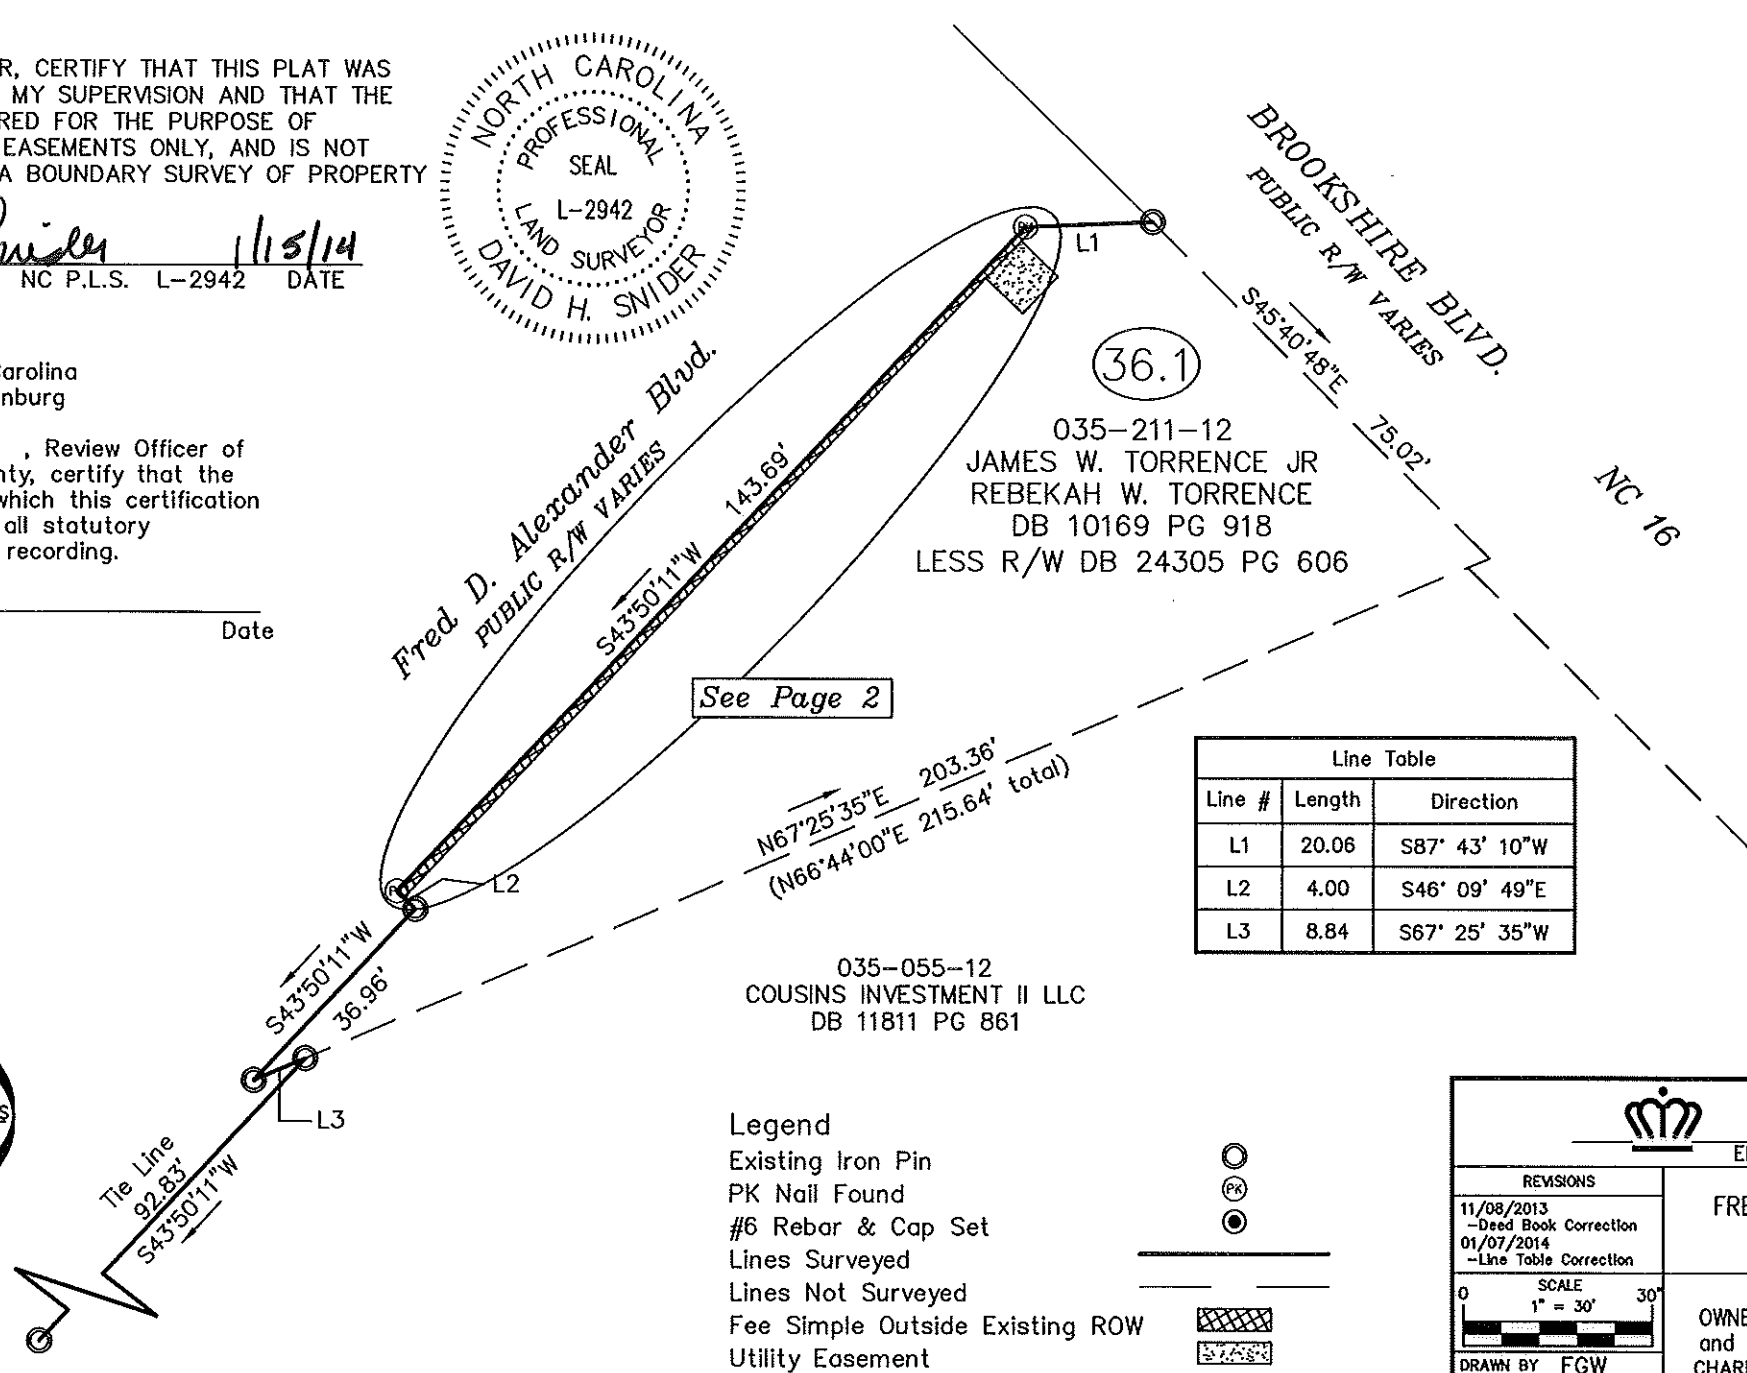 R, CERTIFY THAT THIS PLAT WAS
MY SUPERVISION AND THAT THE
RED FOR THE PURPOSE OF
EASEMENTS ONLY, AND IS NOT
A BOUNDARY SURVEY OF PROPERTY
1/15/14
NC P.L.S. L-2942 DATE
NORTH CAROLINA
PROFESSIONAL
SEAL
L-2942
LAND SURVEYOR
DAVID H. SNIDER
arolina
nburg
, Review Officer of
nty, certify that the
which this certification
all statutory
recording.
Date
BROOKSHIRE BLVD.
PUBLIC R/W VARIES
S45°40'48"E 75.02'
NC 16
L1
PK
36.1
035-211-12
JAMES W. TORRENCE JR
REBEKAH W. TORRENCE
DB 10169 PG 918
LESS R/W DB 24305 PG 606
Fred D. Alexander Blvd.
PUBLIC R/W VARIES
143.69'
S43°50'11"W
See Page 2
N67°25'35"E 203.36'
(N66°44'00"E 215.64' total)
L2
S43°50'11"W
36.96'
L3
Tie Line
92.83'
S43°50'11"W
035-055-12
COUSINS INVESTMENT II LLC
DB 11811 PG 861
Line Table
Line # Length Direction
L1 20.06 S87° 43' 10"W
L2 4.00 S46° 09' 49"E
L3 8.84 S67° 25' 35"W
Legend
Existing Iron Pin
PK Nail Found PK
#6 Rebar & Cap Set
Lines Surveyed
Lines Not Surveyed
Fee Simple Outside Existing ROW
Utility Easement
REVISIONS
11/08/2013
-Deed Book Correction
01/07/2014
-Line Table Correction
SCALE
0 1" = 30' 30'
DRAWN BY FGW
FRE
OWNE
and
CHARI